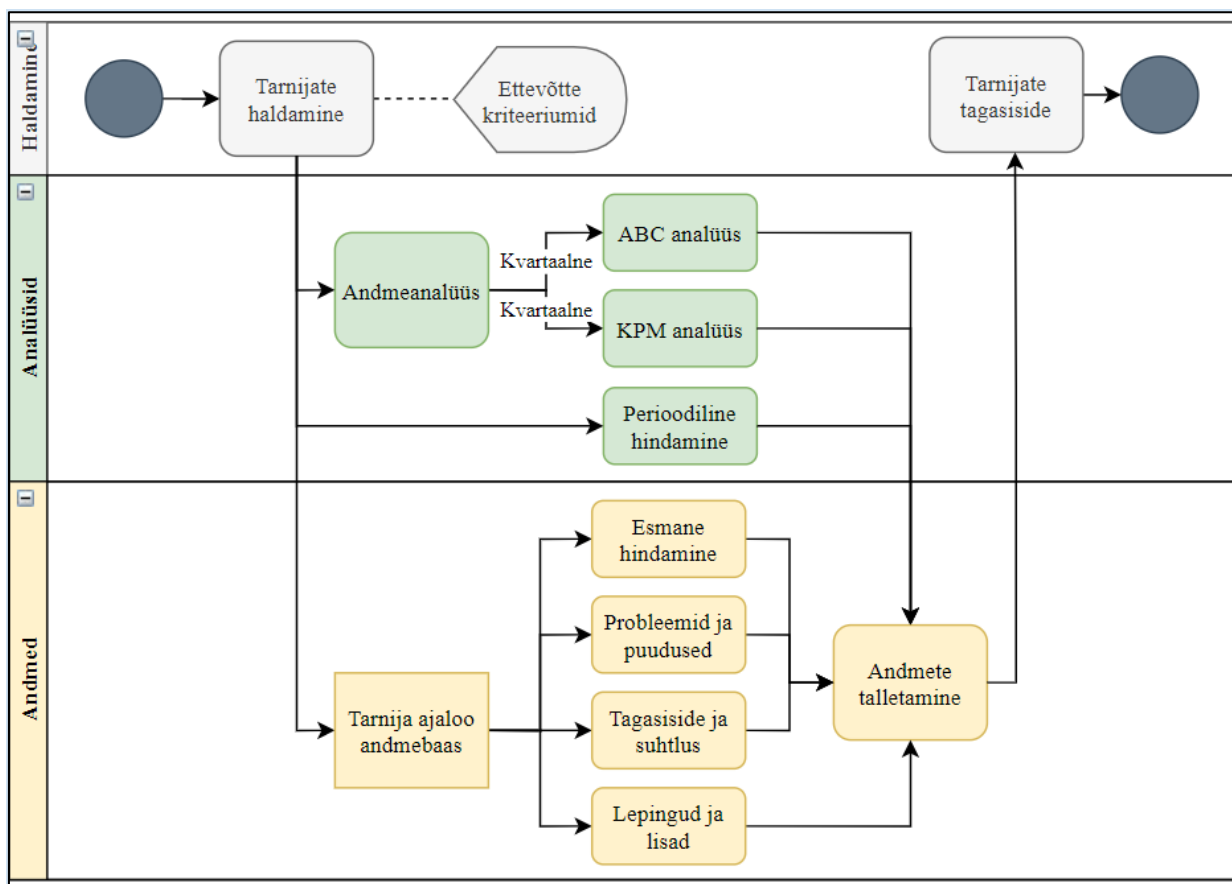 Haldamine
Tarnijate
haldamine
Ettevõtte
kriteeriumid
Tarnijate
tagasiside
Analüüsid
Andmeanalüüs
Kvartaalne
Kvartaalne
ABC analüüs
KPM analüüs
Perioodiline
hindamine
Andmed
Tarnija ajaloo
andmebaas
Esmane
hindamine
Probleemid ja
puudused
Tagasiside ja
suhtlus
Lepingud ja
lisad
Andmete
talletamine